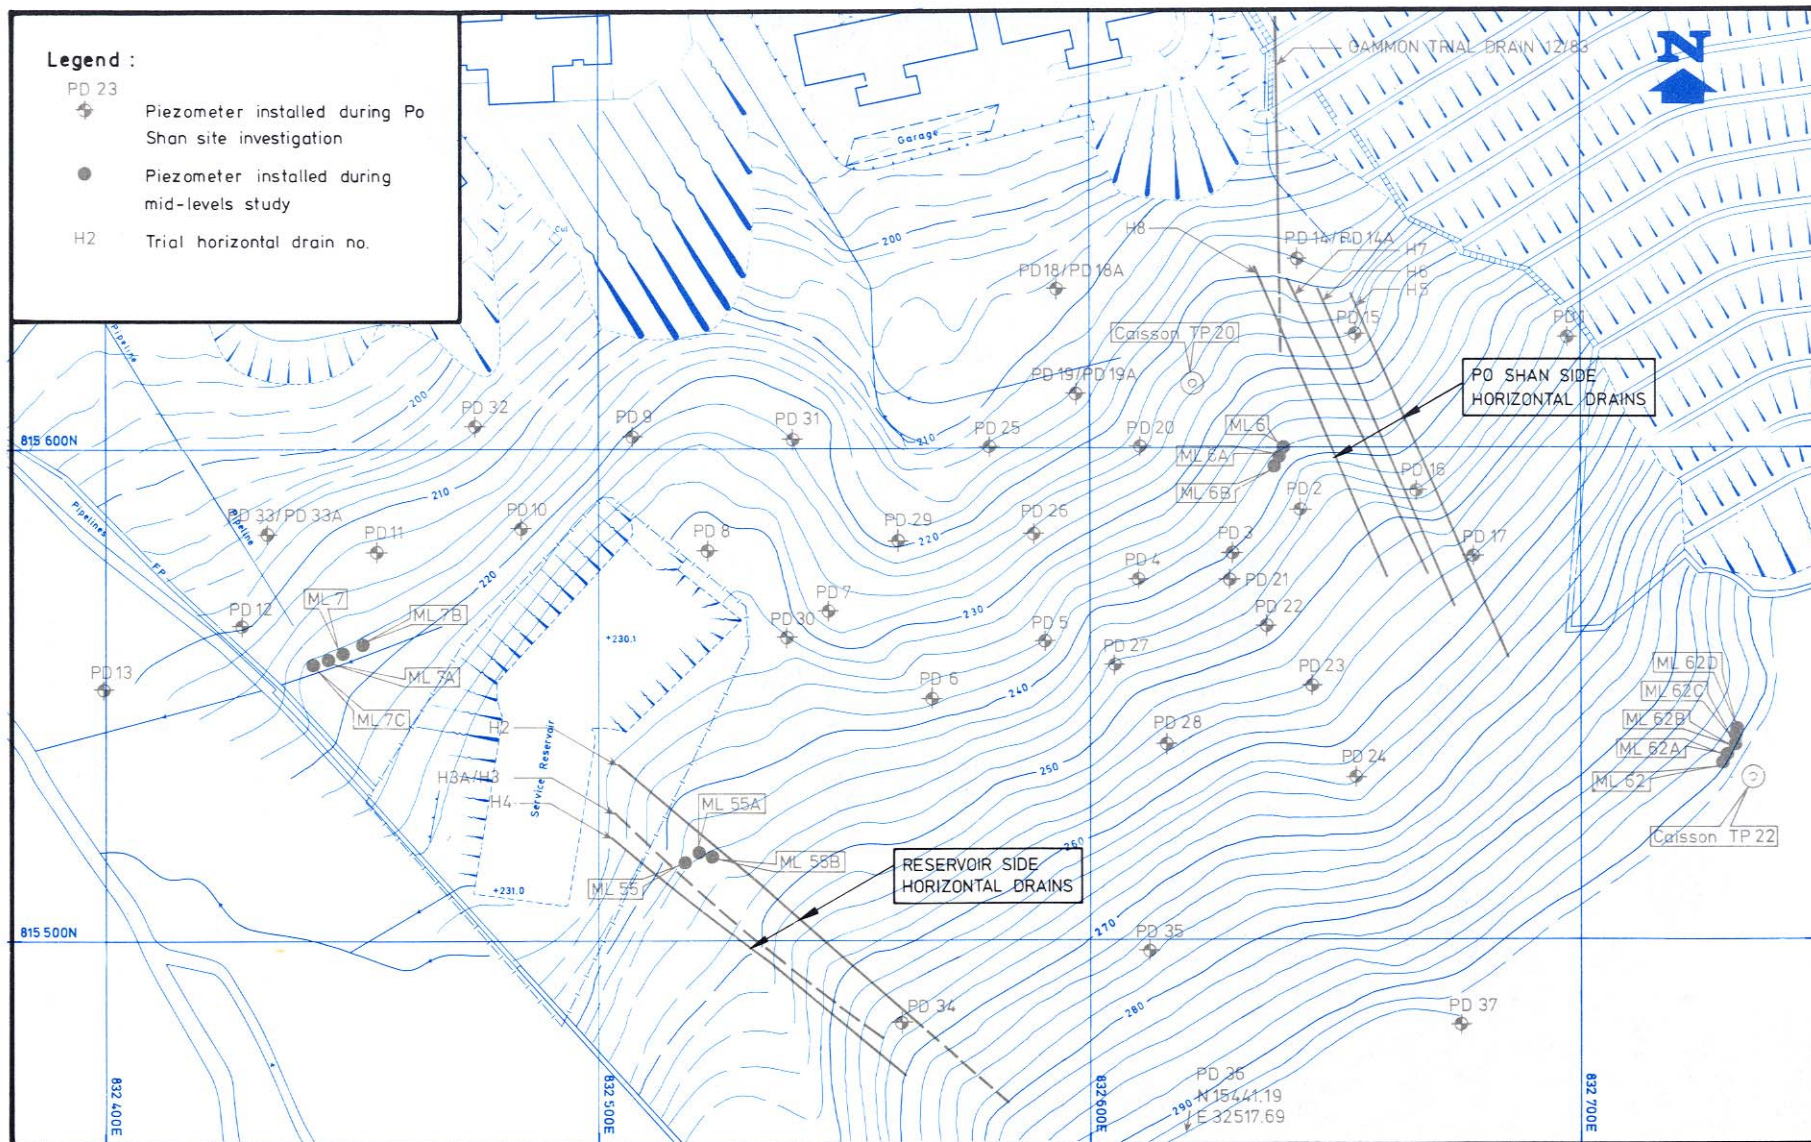 Legend :
PD 23
Piezometer installed during Po
Shan site investigation
Piezometer installed during
mid-levels study
H2
Trial horizontal drain no.
GAMMON TRIAL DRAIN 12/83
N
Garage
Cut
200
H8
PD 14/PD 14A
H7
H6
H5
PD 18/PD 18A
Caisson TP 20
PD 15
PD 1
Pipeline
PD 19/PD 19A
PO SHAN SIDE
HORIZONTAL DRAINS
200
PD 32
PD 9
PD 31
210
PD 25
PD 20
ML 6
815 600N
ML 6A
ML 6B
PD 16
210
PD 2
PD 33/PD 33A
Pipelines
Pipeline
PD 11
PD 10
PD 8
PD 29
220
PD 26
PD 3
PD 17
FP
220
PD 4
PD 21
PD 12
ML 7
ML 7B
PD 7
230
PD 22
+230.1
PD 30
PD 5
PD 27
PD 13
ML 7A
ML 7C
PD 6
240
PD 23
ML 62D
ML 62C
ML 62B
ML 62A
ML 62
H2
Service Reservoir
PD 28
PD 24
H3A/H3
H4
250
ML 55A
ML 55B
ML 55
260
Caisson TP 22
RESERVOIR SIDE
HORIZONTAL DRAINS
+231.0
270
815 500N
PD 35
PD 34
280
PD 37
PD 36
N 15441.19
E 32517.69
290
832 400E
832 500E
832 600E
832 700E